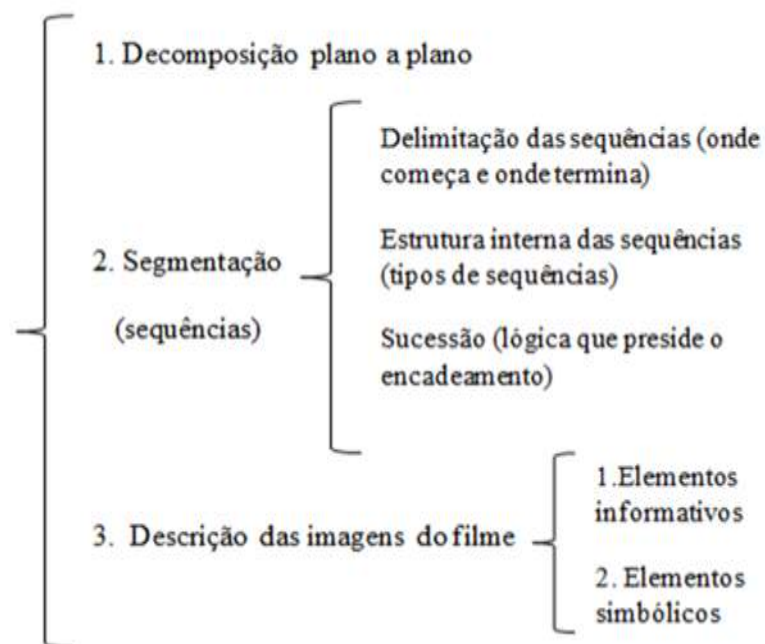 1. Decomposição plano a plano
Delimitação das sequências (onde
começa e onde termina)
2. Segmentação
(sequências)
Estrutura interna das sequências
(tipos de sequências)
Sucessão (lógica que preside o
encadeamento)
3. Descrição das imagens do filme
1.Elementos
informativos
2. Elementos
simbólicos